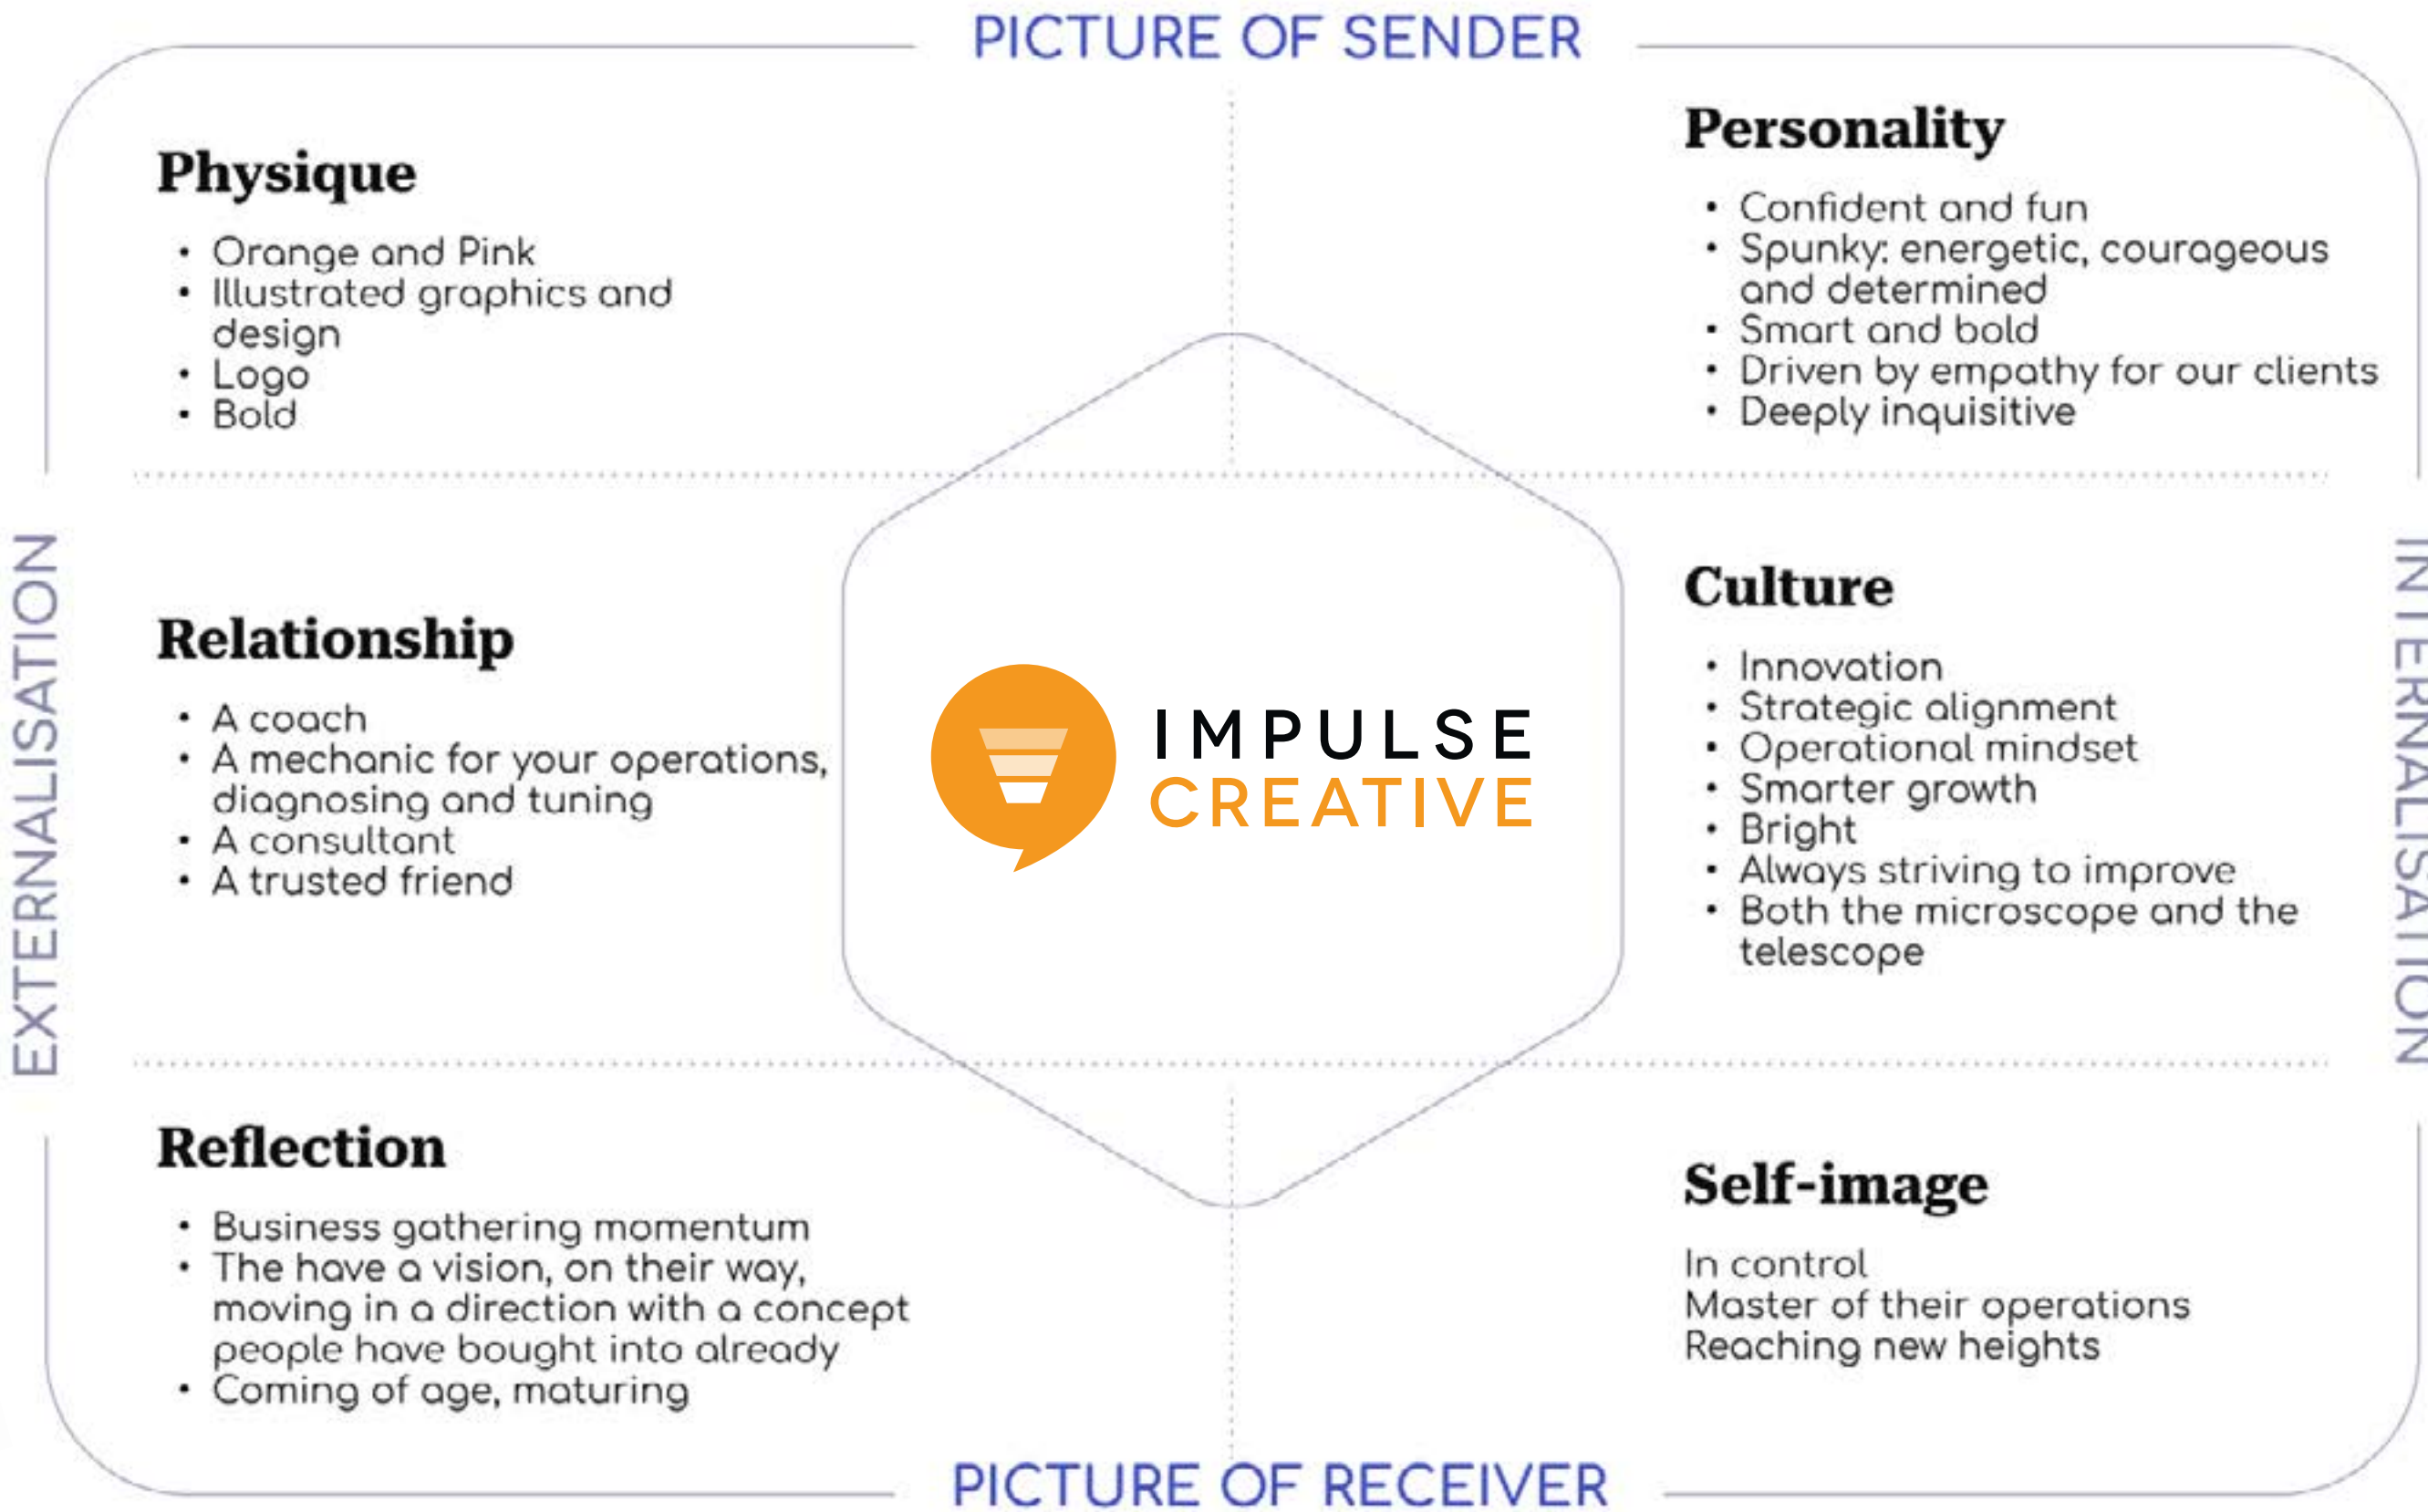 PICTURE OF SENDER
Physique
• Orange and Pink
• Illustrated graphics and
design
• Logo
• Bold
Personality
• Confident and fun
• Spunky: energetic, courageous
and determined
• Smart and bold
• Driven by empathy for our clients
• Deeply inquisitive
EXTERNALISATION
Relationship
• A coach
• A mechanic for your operations,
diagnosing and tuning
• A consultant
• A trusted friend
IMPULSE
CREATIVE
Culture
• Innovation
• Strategic alignment
• Operational mindset
• Smarter growth
• Bright
• Always striving to improve
• Both the microscope and the
telescope
INTERNALISATION
Reflection
• Business gathering momentum
• The have a vision, on their way,
moving in a direction with a concept
people have bought into already
• Coming of age, maturing
Self-image
In control
Master of their operations
Reaching new heights
PICTURE OF RECEIVER